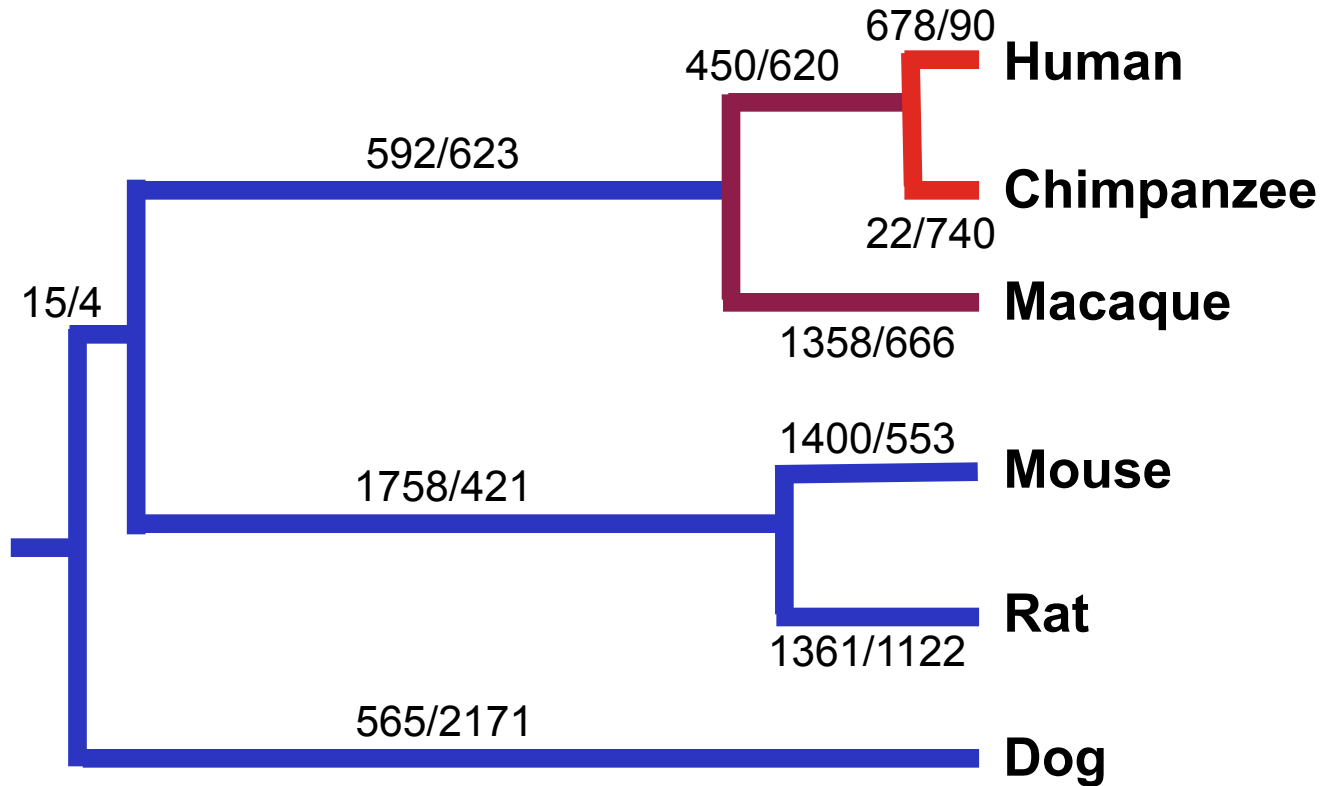 678/90
Human
450/620
592/623
Chimpanzee
22/740
15/4
Macaque
1358/666
1400/553
Mouse
1758/421
Rat
1361/1122
565/2171
Dog